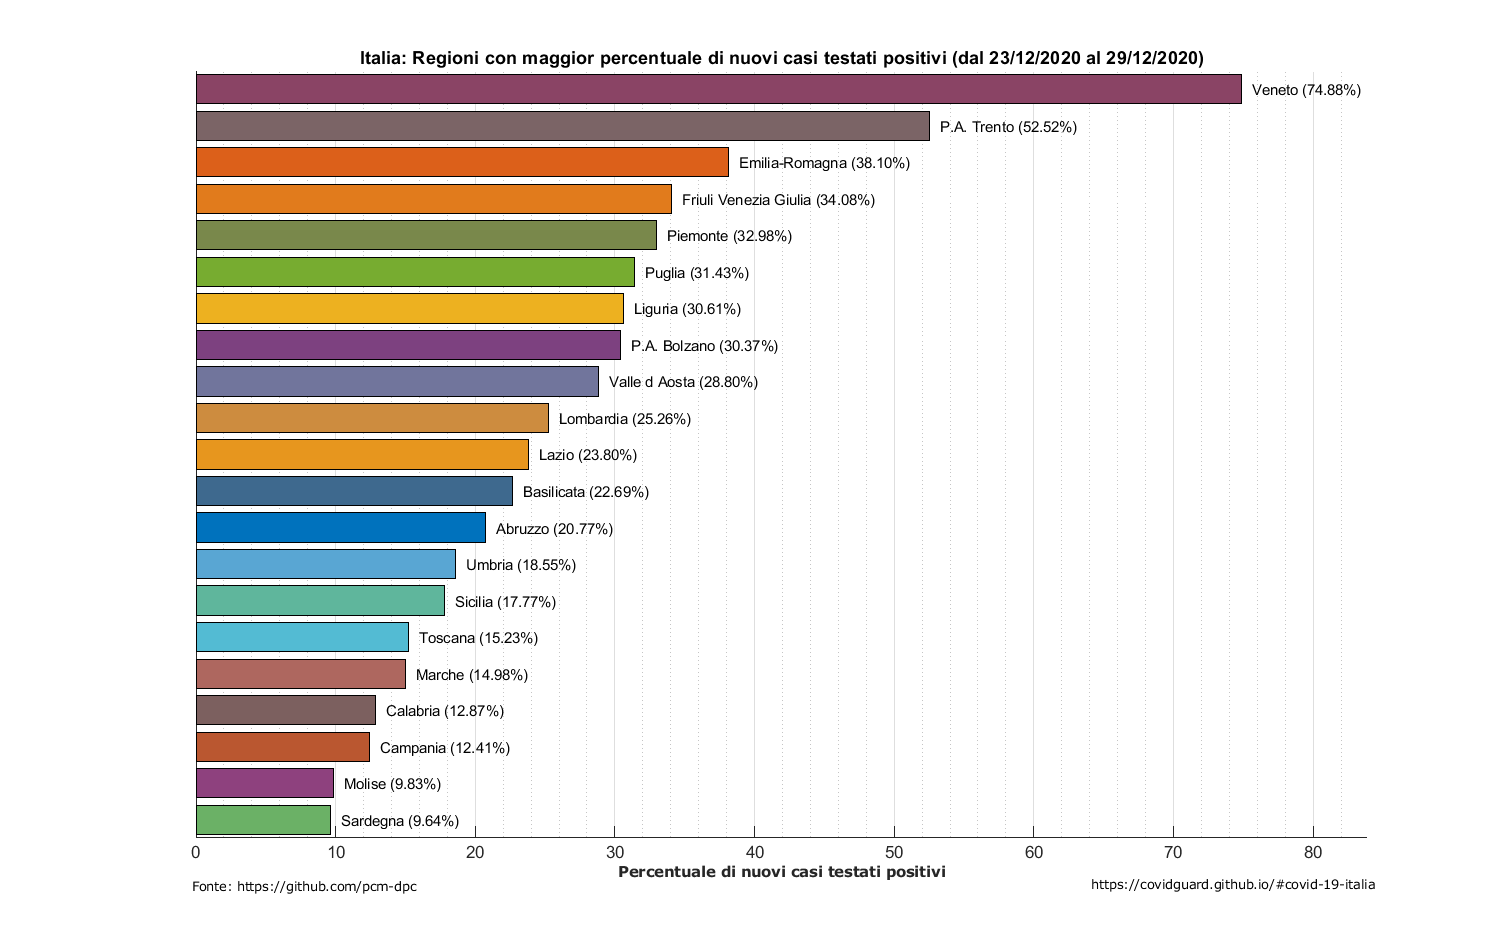 Italia: Regioni con maggior percentuale di nuovi casi testati positivi (dal 23/12/2020 al 29/12/2020)
Veneto (74.88%)
P.A. Trento (52.52%)
Emilia-Romagna (38.10%)
Friuli Venezia Giulia (34.08%)
Piemonte (32.98%)
Puglia (31.43%)
Liguria (30.61%)
P.A. Bolzano (30.37%)
Valle d Aosta (28.80%)
Lombardia (25.26%)
Lazio (23.80%)
Basilicata (22.69%)
Abruzzo (20.77%)
Umbria (18.55%)
Sicilia (17.77%)
Toscana (15.23%)
Marche (14.98%)
Calabria (12.87%)
Campania (12.41%)
Molise (9.83%)
Sardegna (9.64%)
0 10 20 30 40 50 60 70 80
Percentuale di nuovi casi testati positivi
Fonte: https://github.com/pcm-dpc
https://covidguard.github.io/#covid-19-italia